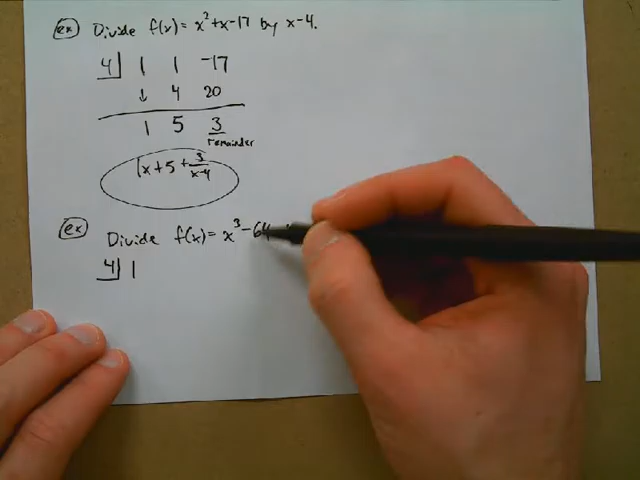 ex Divide f(x) = x² + x - 17 by x - 4.
4 1 1 -17
↓ 4 20
1 5 3
remainder
1x + 5 + 3/(x-4)
ex Divide f(x) = x³ - 64
4 1